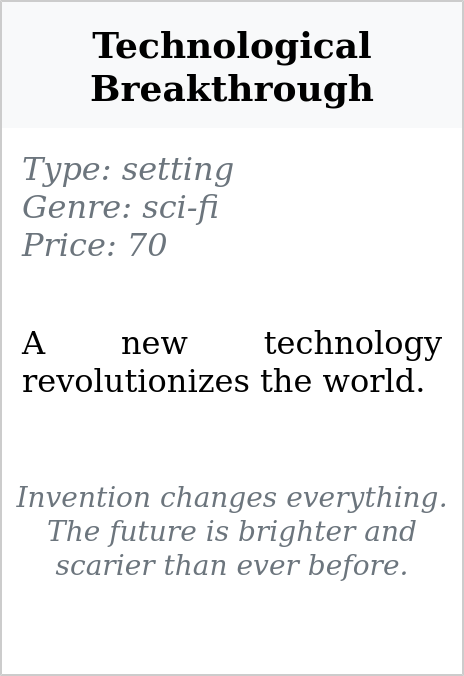 Technological
Breakthrough
Type: setting
Genre: sci-fi
Price: 70
A new technology
revolutionizes the world.
Invention changes everything.
The future is brighter and
scarier than ever before.